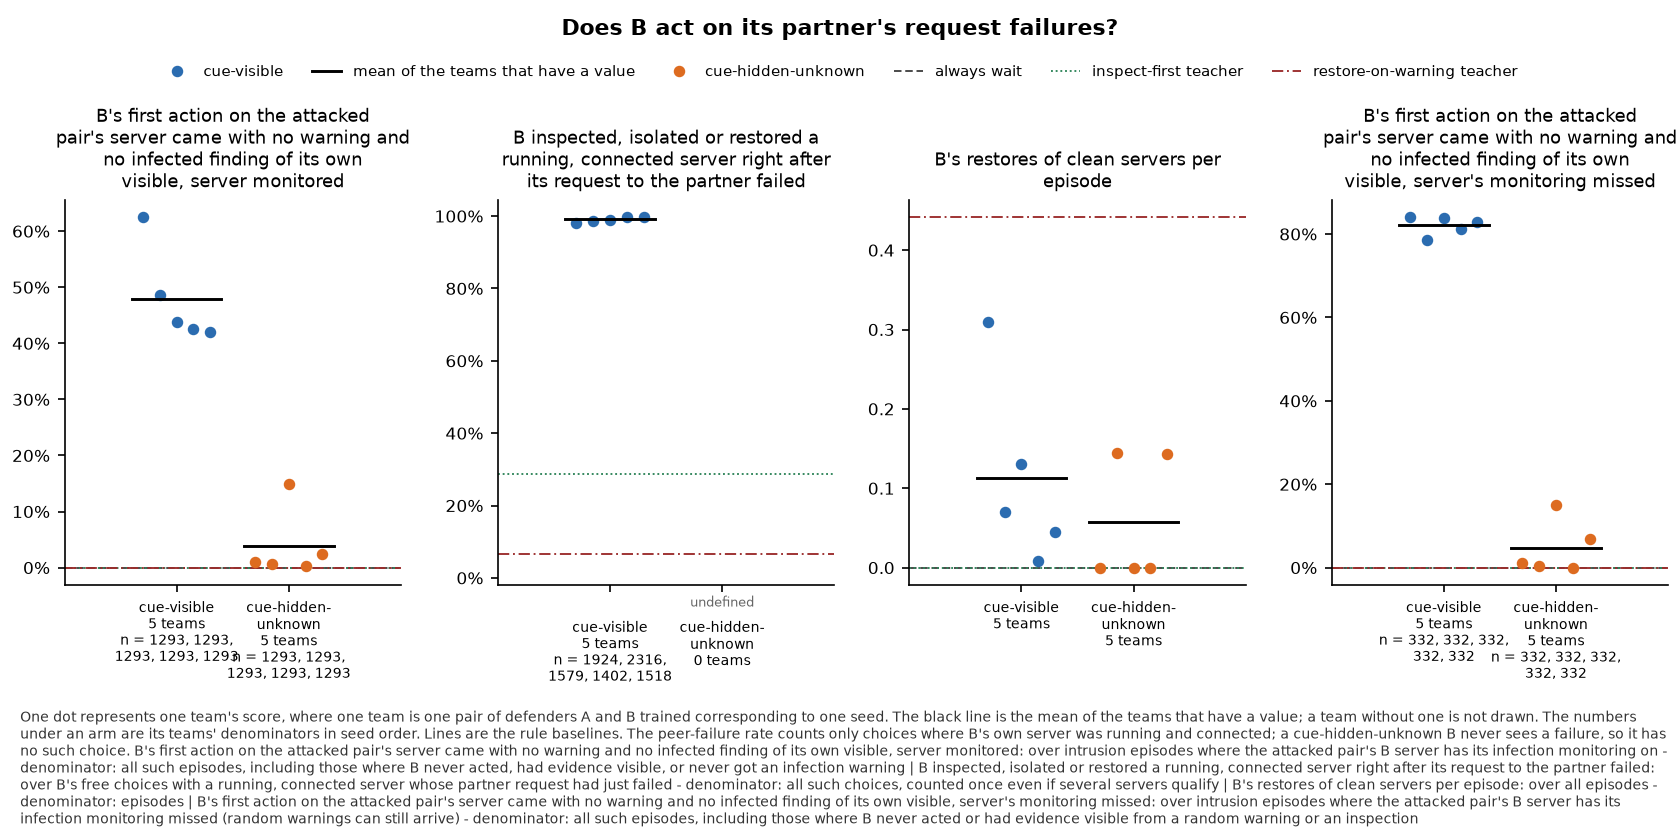 Does B act on its partner's request failures?
cue-visible
mean of the teams that have a value
cue-hidden-unknown
always wait
inspect-first teacher
restore-on-warning teacher
B's first action on the attacked
pair's server came with no warning and
no infected finding of its own
visible, server monitored
60%
50%
40%
30%
20%
10%
0%
cue-visible
5 teams
n = 1293, 1293,
1293, 1293, 1293
cue-hidden-
unknown
5 teams
n = 1293, 1293,
1293, 1293, 1293
B inspected, isolated or restored a
running, connected server right after
its request to the partner failed
100%
80%
60%
40%
20%
0%
undefined
cue-visible
5 teams
n = 1924, 2316,
1579, 1402, 1518
cue-hidden-
unknown
0 teams
B's restores of clean servers per
episode
0.4
0.3
0.2
0.1
0.0
cue-visible
5 teams
cue-hidden-
unknown
5 teams
B's first action on the attacked
pair's server came with no warning and
no infected finding of its own
visible, server's monitoring missed
80%
60%
40%
20%
0%
cue-visible
5 teams
n = 332, 332, 332,
332, 332
cue-hidden-
unknown
5 teams
n = 332, 332, 332,
332, 332
One dot represents one team's score, where one team is one pair of defenders A and B trained corresponding to one seed. The black line is the mean of the teams that have a value; a team without one is not drawn. The numbers
under an arm are its teams' denominators in seed order. Lines are the rule baselines. The peer-failure rate counts only choices where B's own server was running and connected; a cue-hidden-unknown B never sees a failure, so it has
no such choice. B's first action on the attacked pair's server came with no warning and no infected finding of its own visible, server monitored: over intrusion episodes where the attacked pair's B server has its infection monitoring on -
denominator: all such episodes, including those where B never acted, had evidence visible, or never got an infection warning | B inspected, isolated or restored a running, connected server right after its request to the partner failed:
over B's free choices with a running, connected server whose partner request had just failed - denominator: all such choices, counted once even if several servers qualify | B's restores of clean servers per episode: over all episodes -
denominator: episodes | B's first action on the attacked pair's server came with no warning and no infected finding of its own visible, server's monitoring missed: over intrusion episodes where the attacked pair's B server has its
infection monitoring missed (random warnings can still arrive) - denominator: all such episodes, including those where B never acted or had evidence visible from a random warning or an inspection